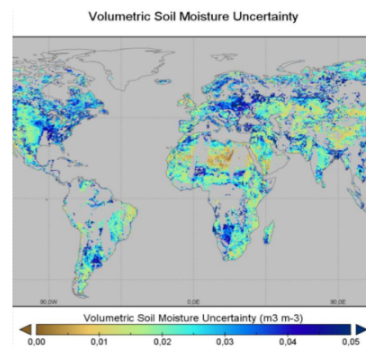 Volumetric Soil Moisture Uncertainty
90.0W 0.0E 90.0E
Volumetric Soil Moisture Uncertainty (m3 m-3)
0,00 0,01 0,02 0,03 0,04 0,05